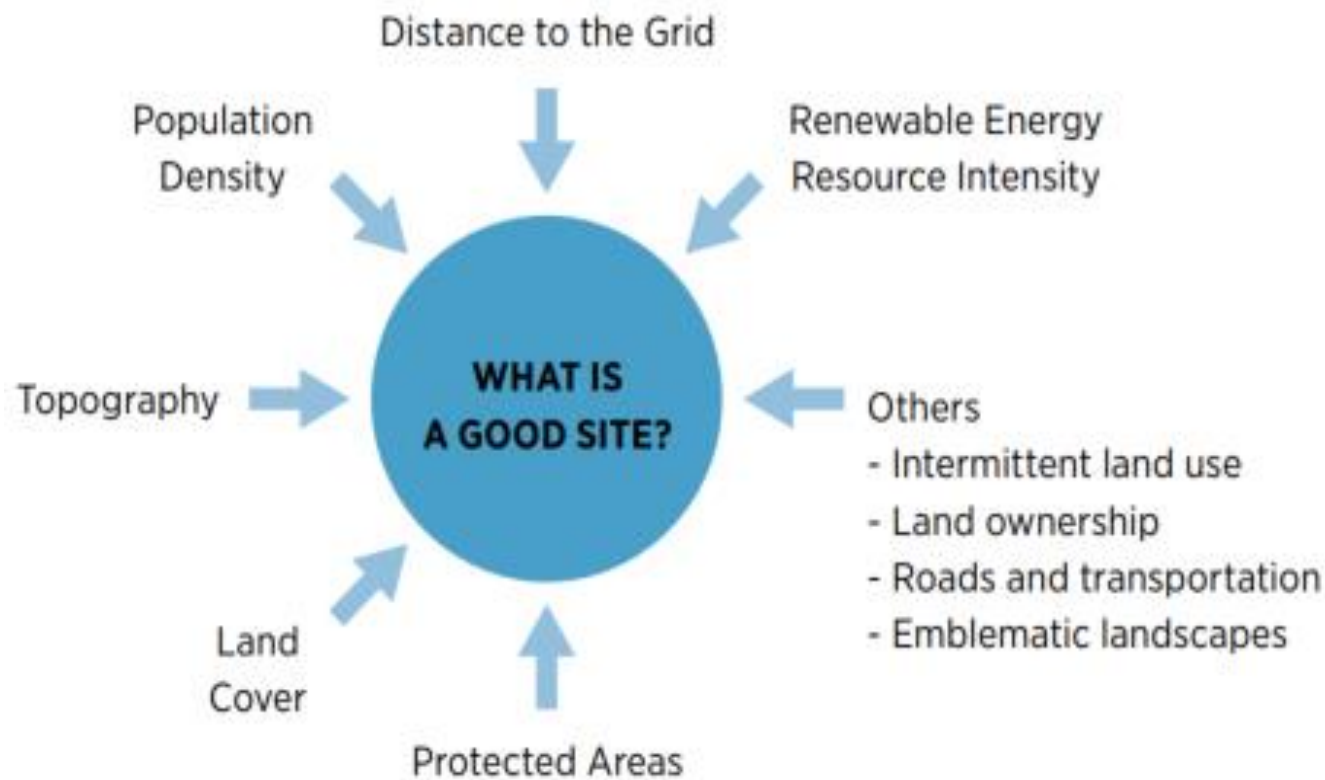 Distance to the Grid
Population
Density
Renewable Energy
Resource Intensity
WHAT IS
A GOOD SITE?
Topography
Others
- Intermittent land use
- Land ownership
- Roads and transportation
- Emblematic landscapes
Land
Cover
Protected Areas